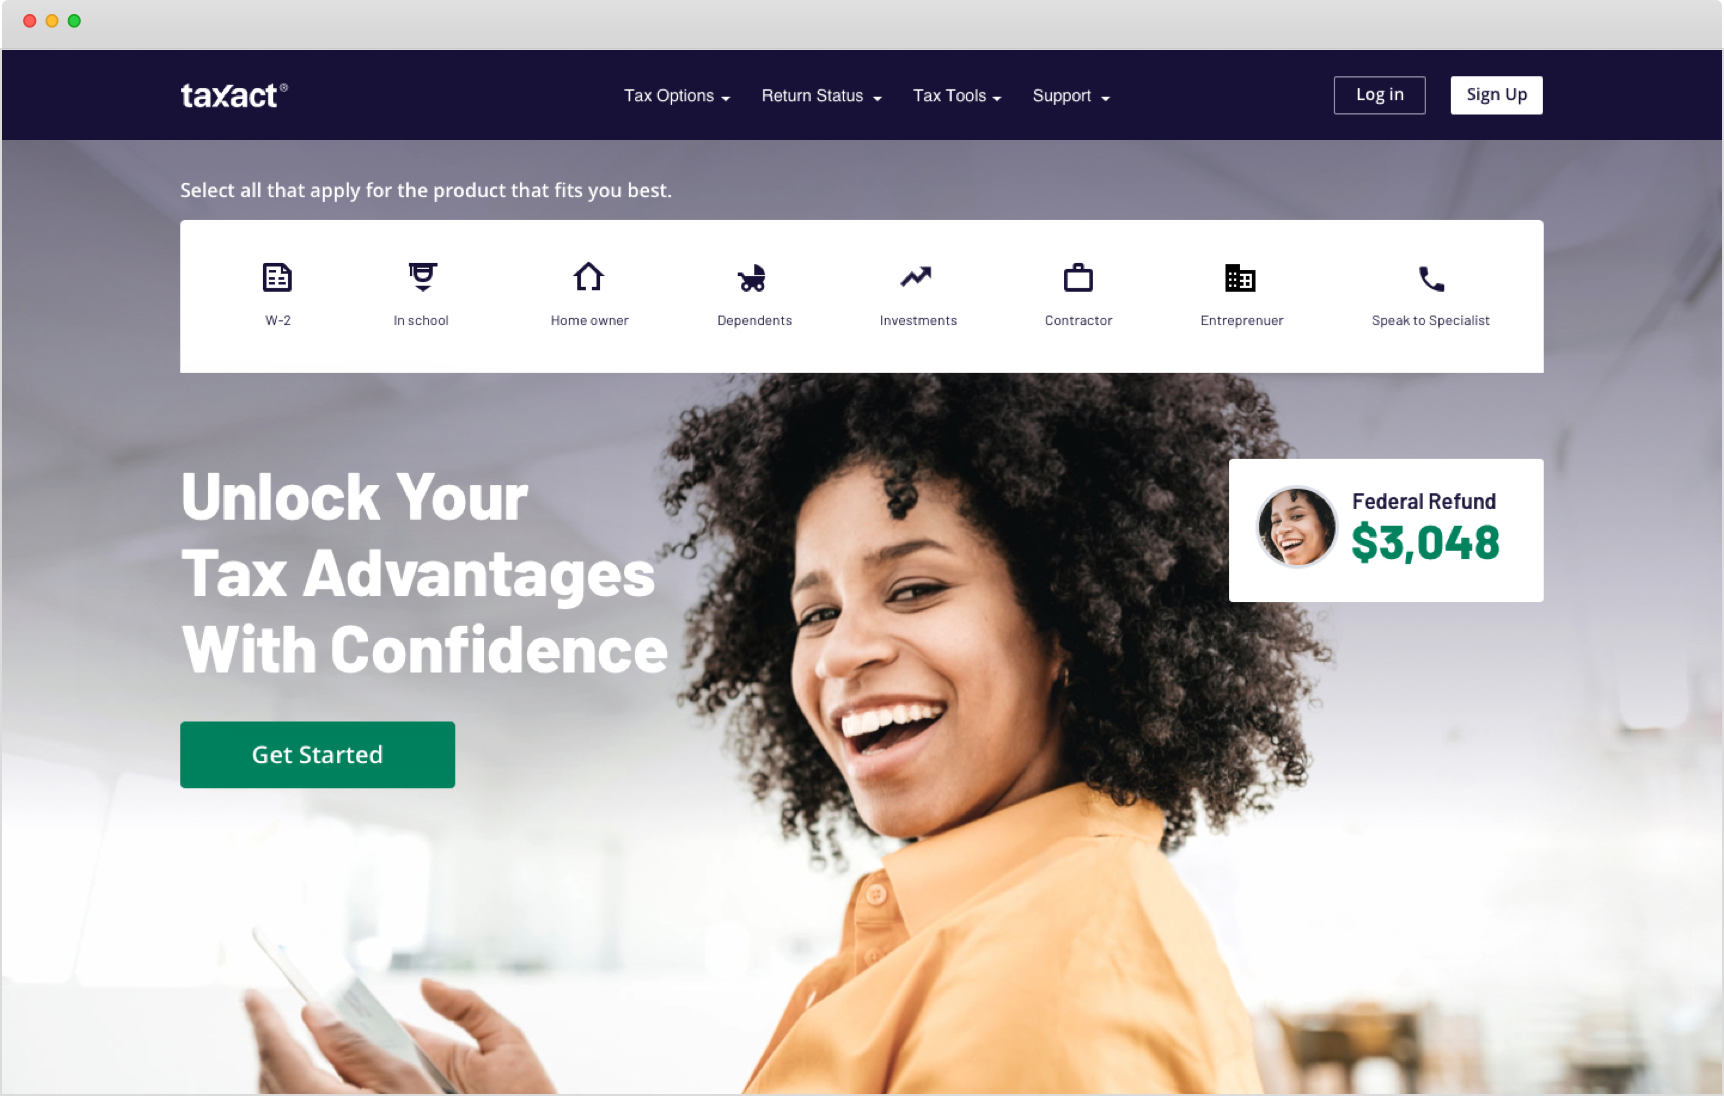 taxact®
Tax Options
Return Status
Tax Tools
Support
Log in
Sign Up
Select all that apply for the product that fits you best.
W-2
In school
Home owner
Dependents
Investments
Contractor
Entreprenuer
Speak to Specialist
Unlock Your
Tax Advantages
With Confidence
Federal Refund
$3,048
Get Started